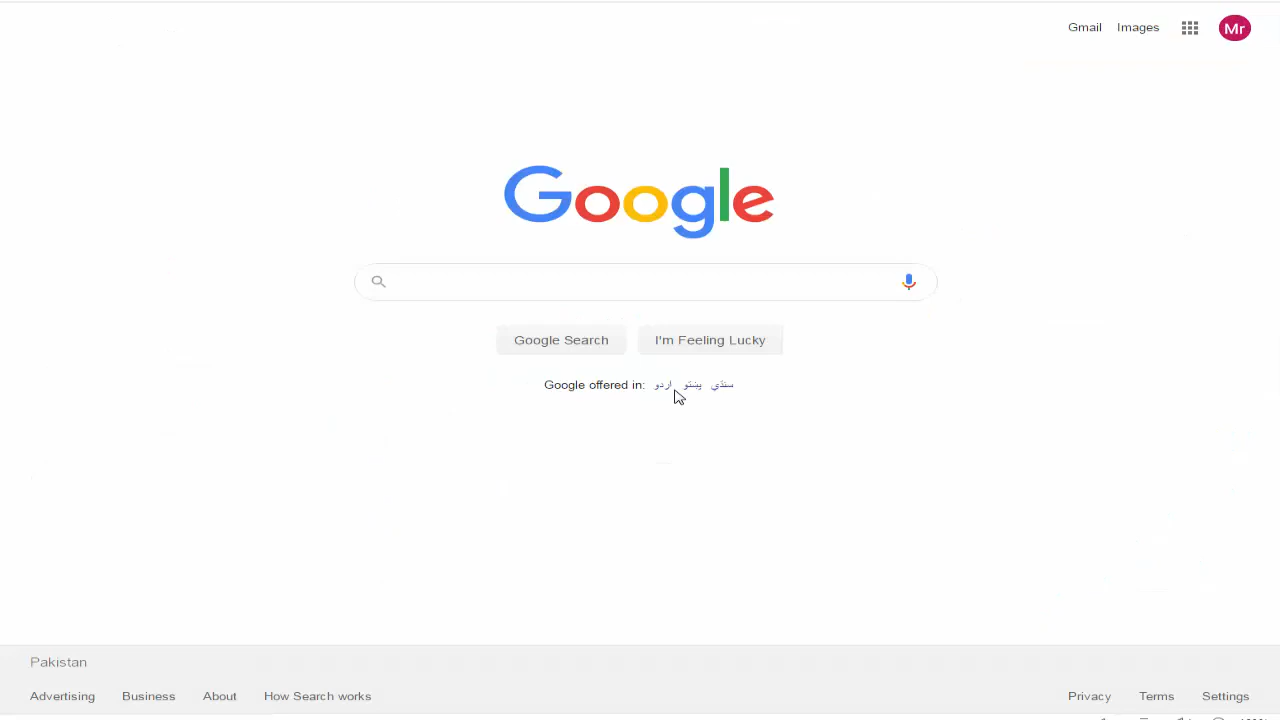 Gmail Images Mr
Google
Google Search I'm Feeling Lucky
Google offered in: اردو پښتو سنڌي
Pakistan
Advertising Business About How Search works Privacy Terms Settings